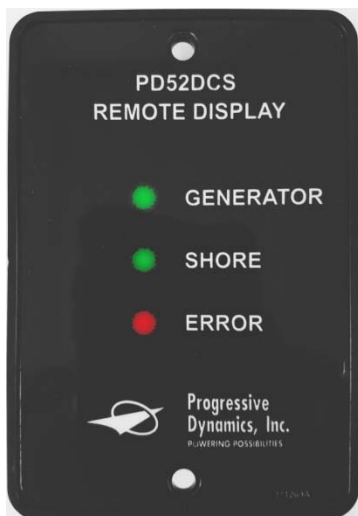 PD52DCS
REMOTE DISPLAY
GENERATOR
SHORE
ERROR
Progressive
Dynamics, Inc.
POWERING POSSIBILITIES